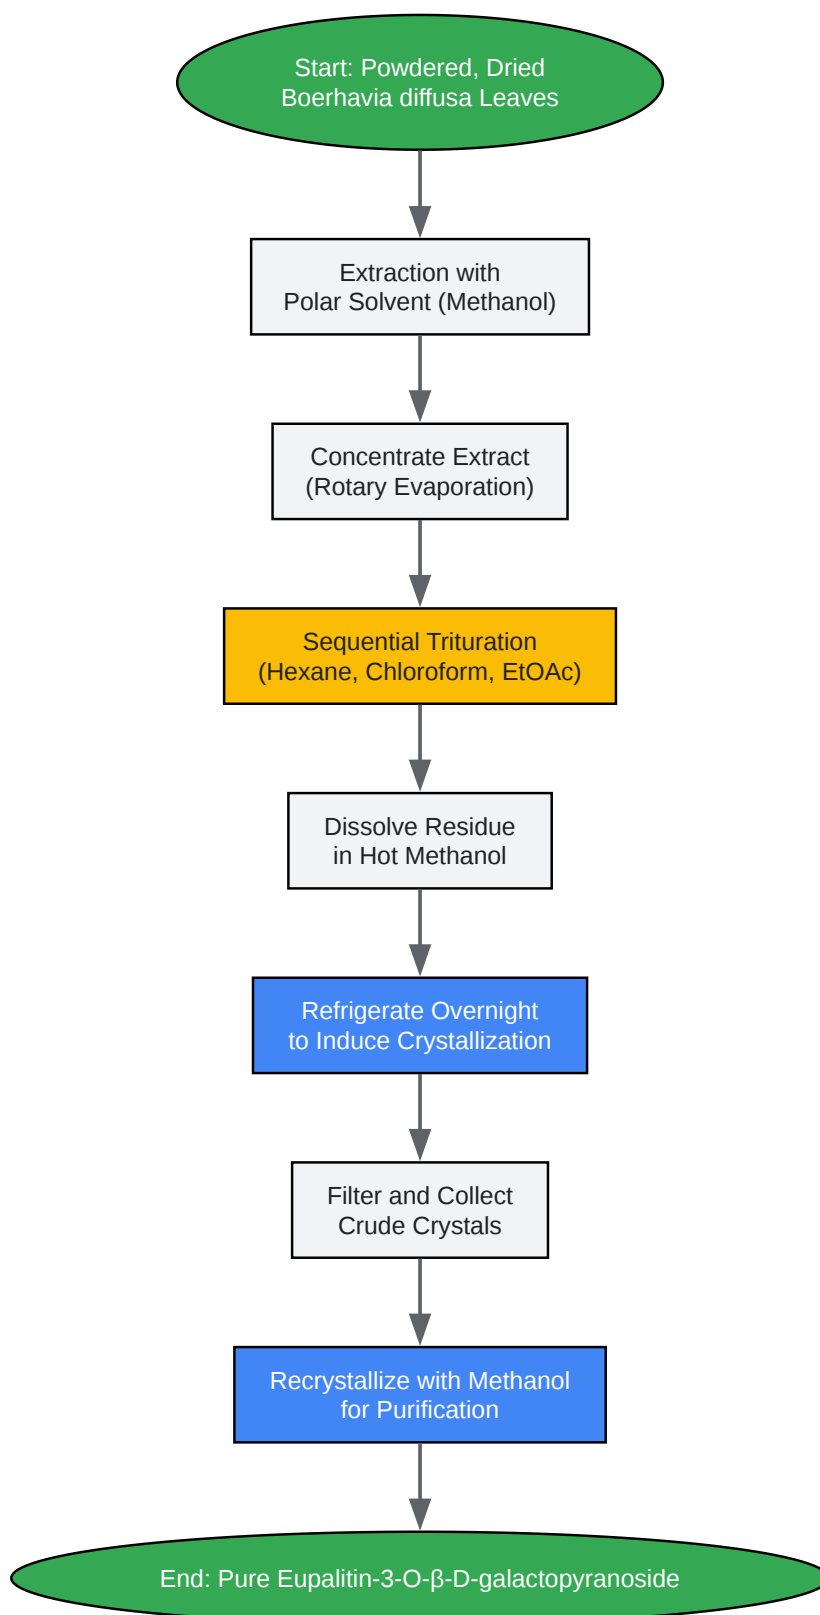 Start: Powdered, Dried
Boerhavia diffusa Leaves
Extraction with
Polar Solvent (Methanol)
Concentrate Extract
(Rotary Evaporation)
Sequential Trituration
(Hexane, Chloroform, EtOAc)
Dissolve Residue
in Hot Methanol
Refrigerate Overnight
to Induce Crystallization
Filter and Collect
Crude Crystals
Recrystallize with Methanol
for Purification
End: Pure Eupalitin-3-O-β-D-galactopyranoside